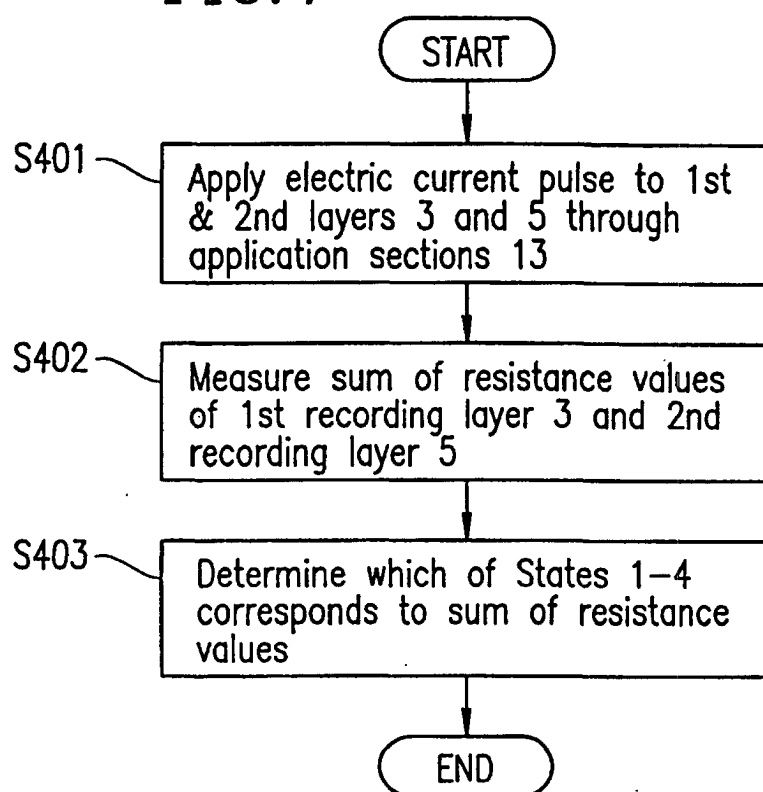 START
S401
Apply electric current pulse to 1st
& 2nd layers 3 and 5 through
application sections 13
S402
Measure sum of resistance values
of 1st recording layer 3 and 2nd
recording layer 5
S403
Determine which of States 1-4
corresponds to sum of resistance
values
END